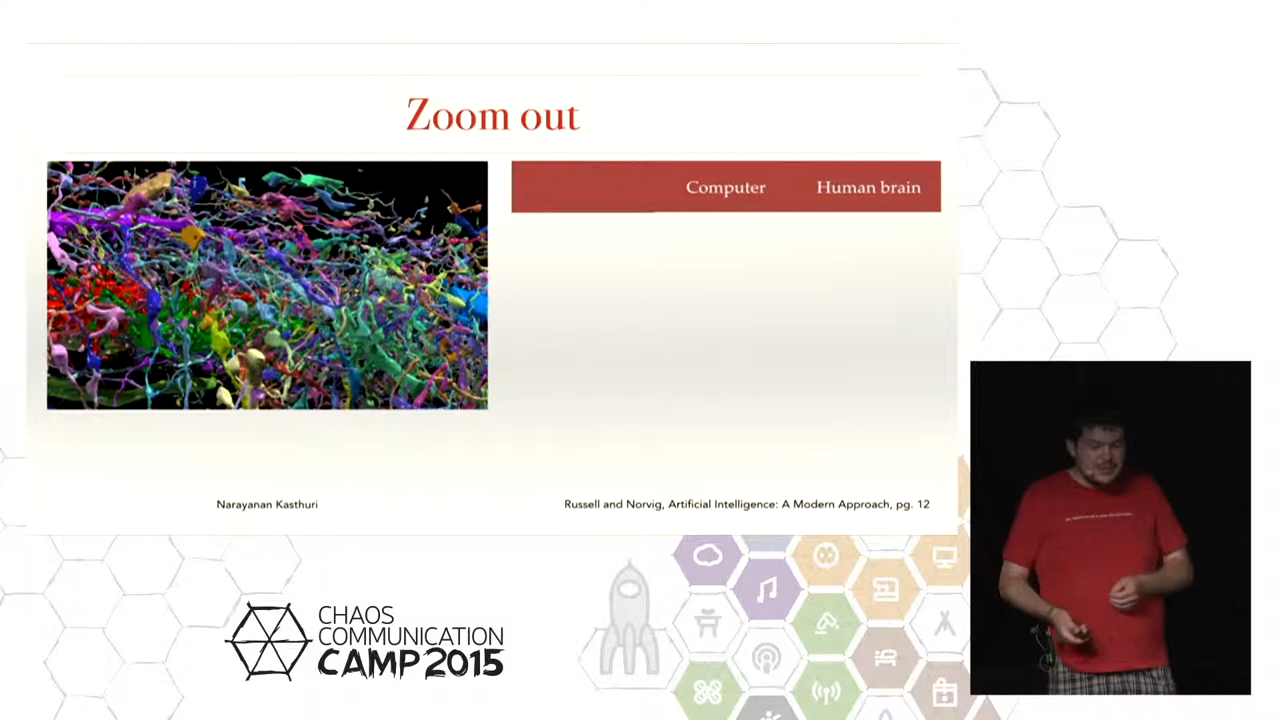 Zoom out
Computer Human brain
Narayanan Kasthuri
Russell and Norvig, Artificial Intelligence: A Modern Approach, pg. 12
CHAOS
COMMUNICATION
CAMP 2015